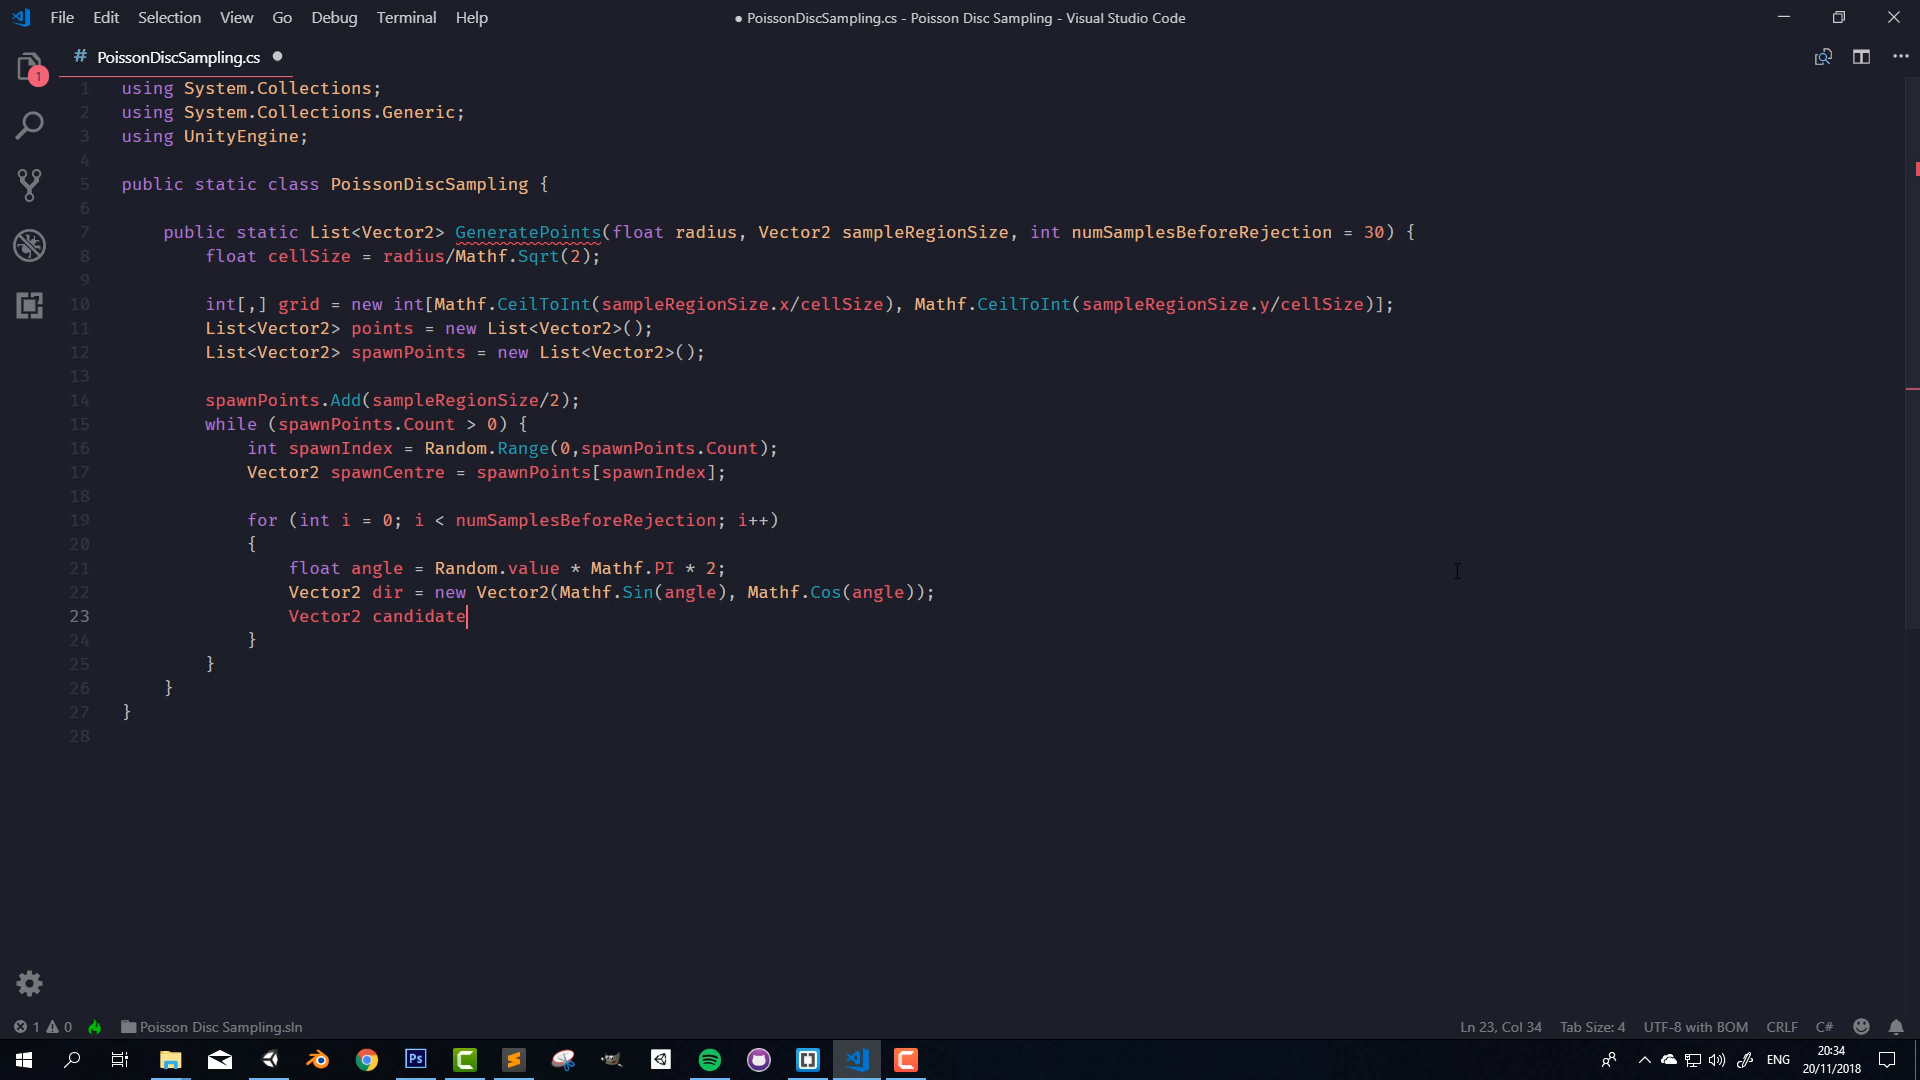 File Edit Selection View Go Debug Terminal Help
● PoissonDiscSampling.cs - Poisson Disc Sampling - Visual Studio Code
# PoissonDiscSampling.cs ●
1
1 using System.Collections;
2 using System.Collections.Generic;
3 using UnityEngine;
4
5 public static class PoissonDiscSampling {
6
7 public static List<Vector2> GeneratePoints(float radius, Vector2 sampleRegionSize, int numSamplesBeforeRejection = 30) {
8 float cellSize = radius/Mathf.Sqrt(2);
9
10 int[,] grid = new int[Mathf.CeilToInt(sampleRegionSize.x/cellSize), Mathf.CeilToInt(sampleRegionSize.y/cellSize)];
11 List<Vector2> points = new List<Vector2>();
12 List<Vector2> spawnPoints = new List<Vector2>();
13
14 spawnPoints.Add(sampleRegionSize/2);
15 while (spawnPoints.Count > 0) {
16 int spawnIndex = Random.Range(0,spawnPoints.Count);
17 Vector2 spawnCentre = spawnPoints[spawnIndex];
18
19 for (int i = 0; i < numSamplesBeforeRejection; i++)
20 {
21 float angle = Random.value * Mathf.PI * 2;
22 Vector2 dir = new Vector2(Mathf.Sin(angle), Mathf.Cos(angle));
23 Vector2 candidate
24 }
25 }
26 }
27 }
28
1 0 Poisson Disc Sampling.sln Ln 23, Col 34 Tab Size: 4 UTF-8 with BOM CRLF C#
Ps ENG 20:34
20/11/2018